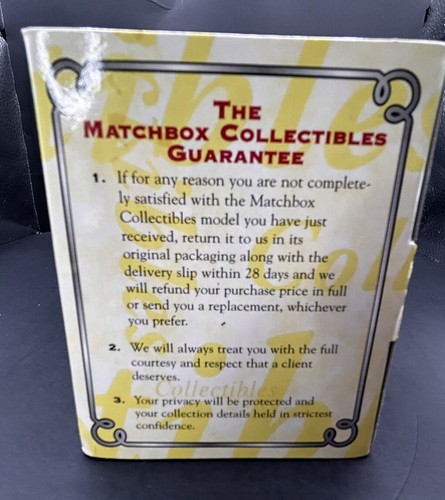 THE
MATCHBOX COLLECTIBLES
GUARANTEE
1. If for any reason you are not complete-
ly satisfied with the Matchbox
Collectibles model you have just
received, return it to us in its
original packaging along with the
delivery slip within 28 days and we
will refund your purchase price in full
or send you a replacement, whichever
you prefer.
2. We will always treat you with the full
courtesy and respect that a client
deserves.
Collectibles
3. Your privacy will be protected and
your collection details held in strictest
confidence.